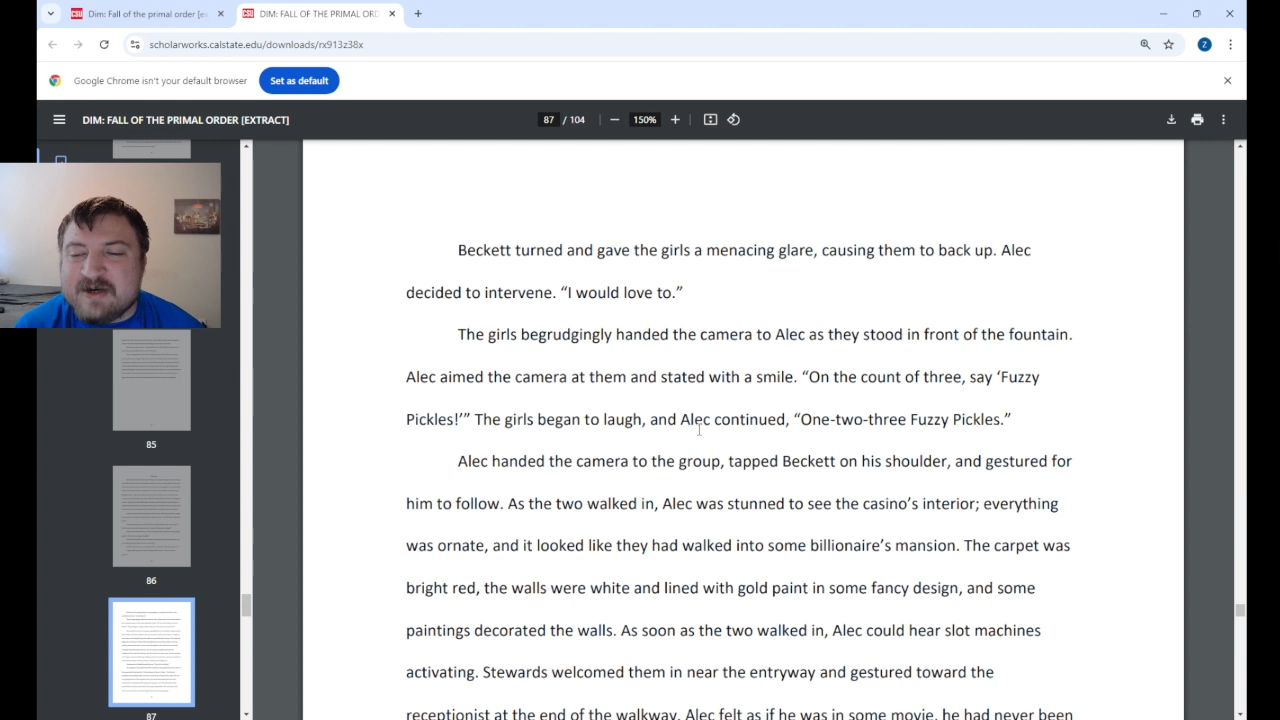 Dim: Fall of the primal order [ex
DIM: FALL OF THE PRIMAL ORD
scholarworks.calstate.edu/downloads/rx913z38x
Z
Google Chrome isn't your default browser
Set as default
DIM: FALL OF THE PRIMAL ORDER [EXTRACT]
87 / 104
150%
Beckett turned and gave the girls a menacing glare, causing them to back up. Alec
decided to intervene. “I would love to.”
The girls begrudgingly handed the camera to Alec as they stood in front of the fountain.
Alec aimed the camera at them and stated with a smile. “On the count of three, say ‘Fuzzy
Pickles!’” The girls began to laugh, and Alec continued, “One-two-three Fuzzy Pickles.”
Alec handed the camera to the group, tapped Beckett on his shoulder, and gestured for
him to follow. As the two walked in, Alec was stunned to see the casino’s interior; everything
was ornate, and it looked like they had walked into some billionaire’s mansion. The carpet was
bright red, the walls were white and lined with gold paint in some fancy design, and some
paintings decorated the walls. As soon as the two walked in, Alec could hear slot machines
activating. Stewards welcomed them in near the entryway and gestured toward the
receptionist at the end of the walkway. Alec felt as if he was in some movie, he had never been
85
86
87